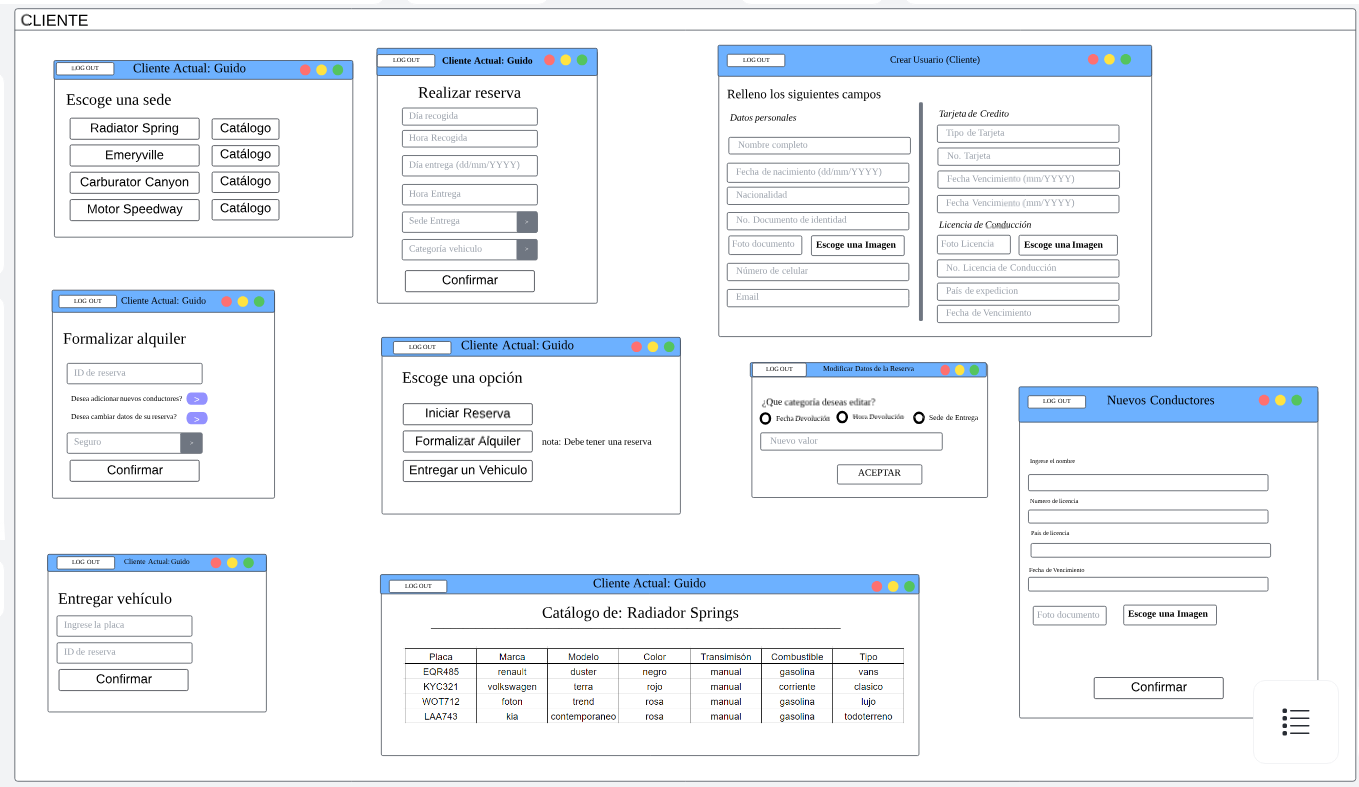 CLIENTE
LOG OUT Cliente Actual: Guido
Escoge una sede
Radiator Spring Catálogo
Emeryville Catálogo
Carburator Canyon Catálogo
Motor Speedway Catálogo
LOG OUT Cliente Actual: Guido
Realizar reserva
Día recogida
Hora Recogida
Día entrega (dd/mm/YYYY)
Hora Entrega
Sede Entrega >
Categoría vehiculo >
Confirmar
LOG OUT Crear Usuario (Cliente)
Relleno los siguientes campos
Datos personales
Nombre completo
Fecha de nacimiento (dd/mm/YYYY)
Nacionalidad
No. Documento de identidad
Foto documento Escoge una Imagen
Número de celular
Email
Tarjeta de Credito
Tipo de Tarjeta
No. Tarjeta
Fecha Vencimiento (mm/YYYY)
Fecha Vencimiento (mm/YYYY)
Licencia de Conducción
Foto Licencia Escoge una Imagen
No. Licencia de Conducción
País de expedicion
Fecha de Vencimiento
LOG OUT Cliente Actual: Guido
Formalizar alquiler
ID de reserva
Desea adicionar nuevos conductores? >
Desea cambiar datos de su reserva? >
Seguro >
Confirmar
LOG OUT Cliente Actual: Guido
Escoge una opción
Iniciar Reserva
Formalizar Alquiler nota: Debe tener una reserva
Entregar un Vehiculo
LOG OUT Modificar Datos de la Reserva
¿Que categoría deseas editar?
Fecha Devolución Hora Devolución Sede de Entrega
Nuevo valor
ACEPTAR
LOG OUT Nuevos Conductores
Ingrese el nombre
Numero de licencia
Pais de licencia
Fecha de Vencimiento
Foto documento Escoge una Imagen
Confirmar
LOG OUT Cliente Actual: Guido
Entregar vehículo
Ingrese la placa
ID de reserva
Confirmar
LOG OUT Cliente Actual: Guido
Catálogo de: Radiador Springs
Placa Marca Modelo Color Transimisón Combustible Tipo
EQR485 renault duster negro manual gasolina vans
KYC321 volkswagen terra rojo manual corriente clasico
WOT712 foton trend rosa manual gasolina lujo
LAA743 kia contemporaneo rosa manual gasolina todoterreno